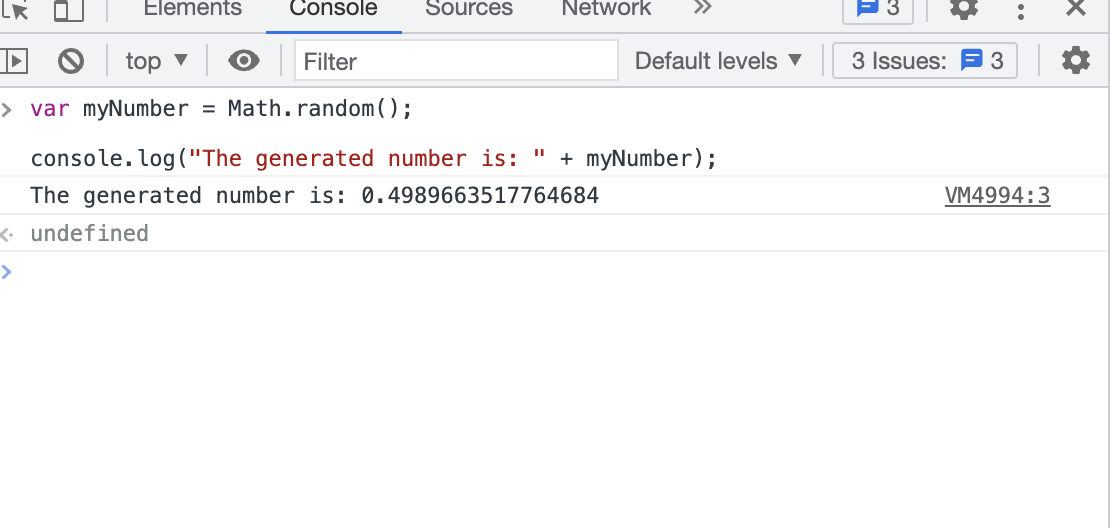 Elements Console Sources Network » 3
top ▼ Filter Default levels ▼ 3 Issues: 3
> var myNumber = Math.random();
console.log("The generated number is: " + myNumber);
The generated number is: 0.4989663517764684 VM4994:3
undefined
>